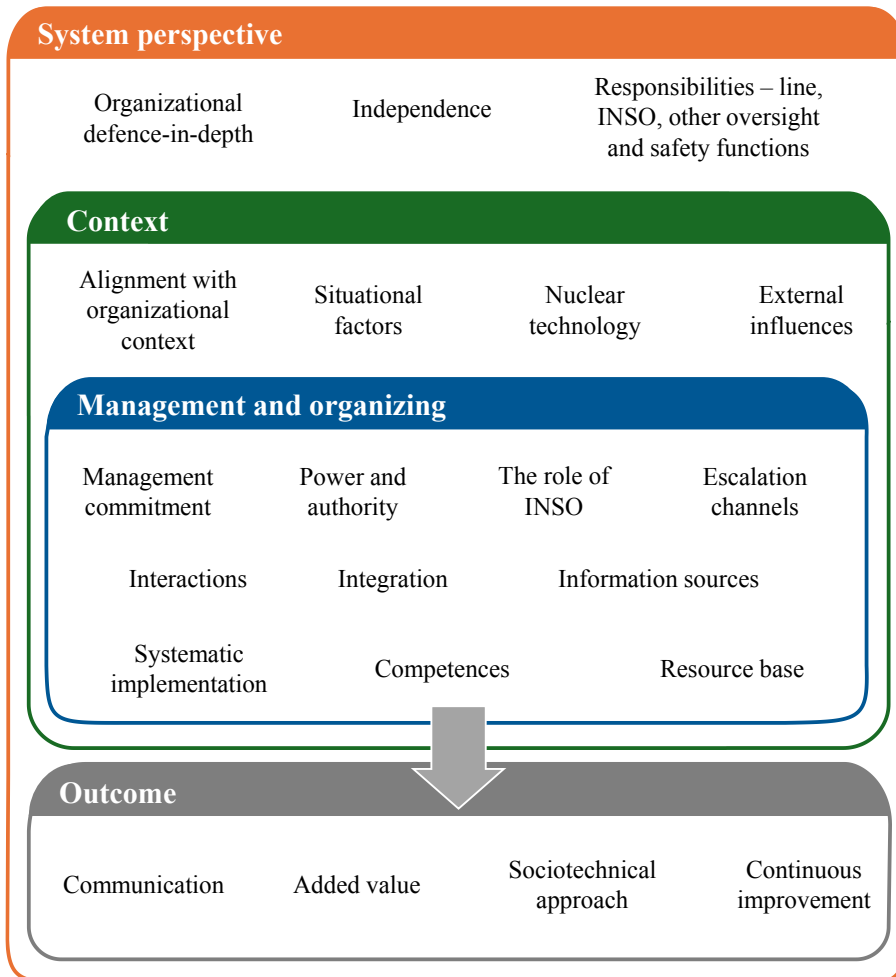 System perspective
Organizational
defence-in-depth
Independence
Responsibilities – line,
INSO, other oversight
and safety functions
Context
Alignment with
organizational
context
Situational
factors
Nuclear
technology
External
influences
Management and organizing
Management
commitment
Power and
authority
The role of
INSO
Escalation
channels
Interactions
Integration
Information sources
Systematic
implementation
Competences
Resource base
Outcome
Communication
Added value
Sociotechnical
approach
Continuous
improvement